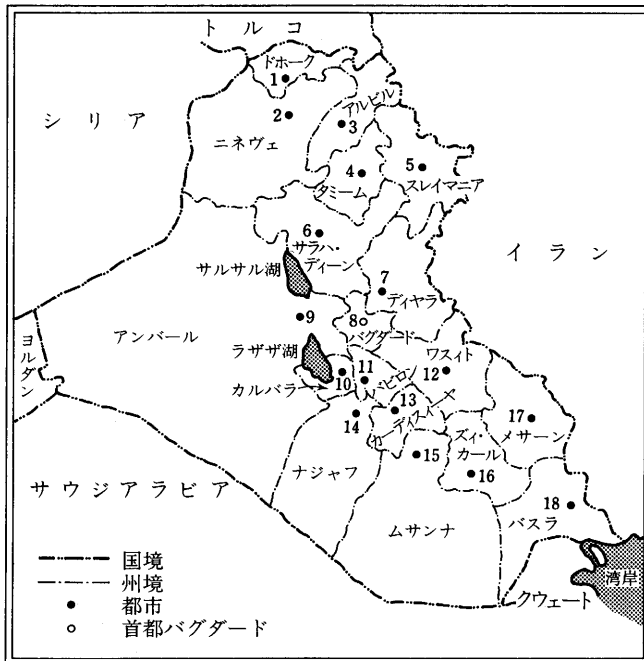 トルコ
ドホーク
1
シリア
2
アルビル
3
ニネヴェ
4
5
タミーム
スレイマニア
6
サラハ・
ディーン
イラン
サルサル湖
7
ディヤラ
9
8
バグダード
アンバール
ヨルダン
ラザザ湖
ワスィト
11
12
10
バビロン
カルバラ
13
カーディスィーメ
14
17
ズィ・
カール
メサーン
15
16
ナジャフ
サウジアラビア
18
ムサンナ
バスラ
国境
州境
湾岸
都市
クウェート
首都バグダード